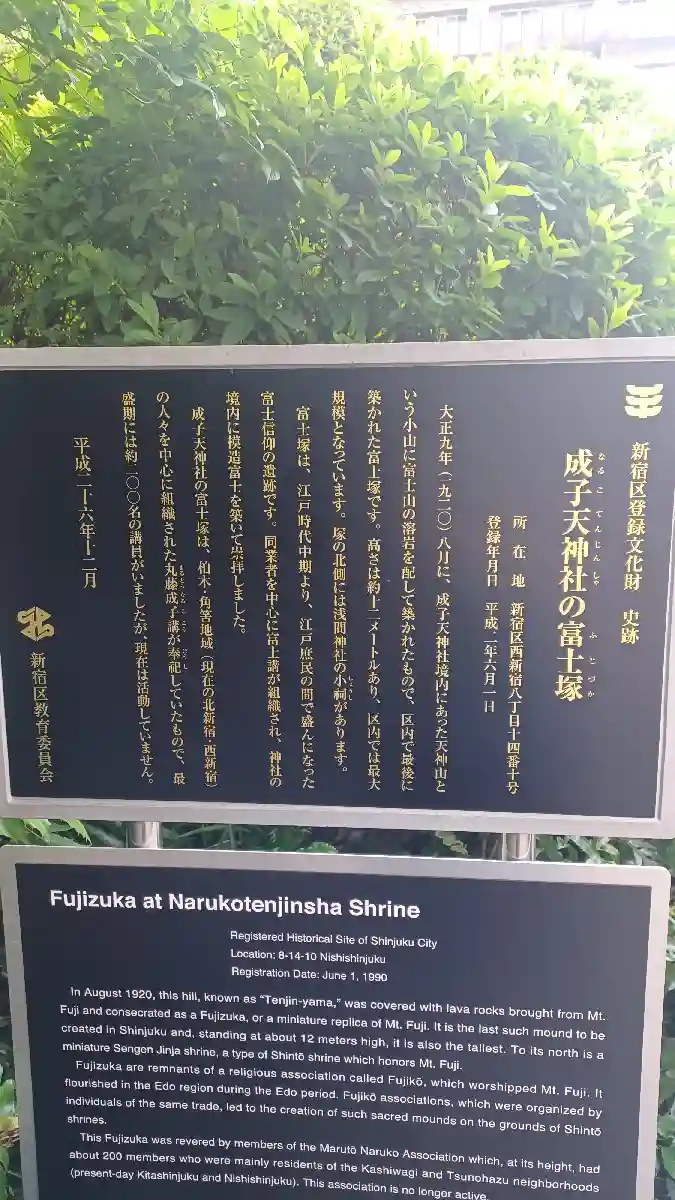 新宿区登録文化財 史跡
成子天神社の富士塚
なるこてんじんしゃ ふじづか
所在地 新宿区西新宿八丁目十四番十号
登録年月日 平成二年六月一日
大正九年(一九二〇)八月に、成子天神社境内にあった天神山と
いう小山に富士山の溶岩を配して築かれたもので、区内で最後に
築かれた富士塚です。高さは約十二メートルあり、区内では最大
規模となっています。塚の北側には浅間神社の小祠があります。
しょうし
富士塚は、江戸時代中期より、江戸庶民の間で盛んになった
富士信仰の遺跡です。同業者を中心に富士講が組織され、神社の
境内に模造富士を築いて崇拝しました。
成子天神社の富士塚は、柏木・角筈地域(現在の北新宿・西新宿)
の人々を中心に組織された丸藤成子講が奉祀していたもので、最
まるとうなるここう ほうし
盛期には約二〇〇名の講員がいましたが、現在は活動していません。
平成二十六年十二月
新宿区教育委員会
Fujizuka at Narukotenjinsha Shrine
Registered Historical Site of Shinjuku City
Location: 8-14-10 Nishishinjuku
Registration Date: June 1, 1990
In August 1920, this hill, known as "Tenjin-yama," was covered with lava rocks brought from Mt.
Fuji and consecrated as a Fujizuka, or a miniature replica of Mt. Fuji. It is the last such mound to be
created in Shinjuku and, standing at about 12 meters high, it is also the tallest. To its north is a
miniature Sengen Jinja shrine, a type of Shintō shrine which honors Mt. Fuji.
Fujizuka are remnants of a religious association called Fujikō, which worshipped Mt. Fuji. It
flourished in the Edo region during the Edo period. Fujikō associations, which were organized by
individuals of the same trade, led to the creation of such sacred mounds on the grounds of Shintō
shrines.
This Fujizuka was revered by members of the Marutō Naruko Association which, at its height, had
about 200 members who were mainly residents of the Kashiwagi and Tsunohazu neighborhoods
(present-day Kitashinjuku and Nishishinjuku). This association is no longer active.